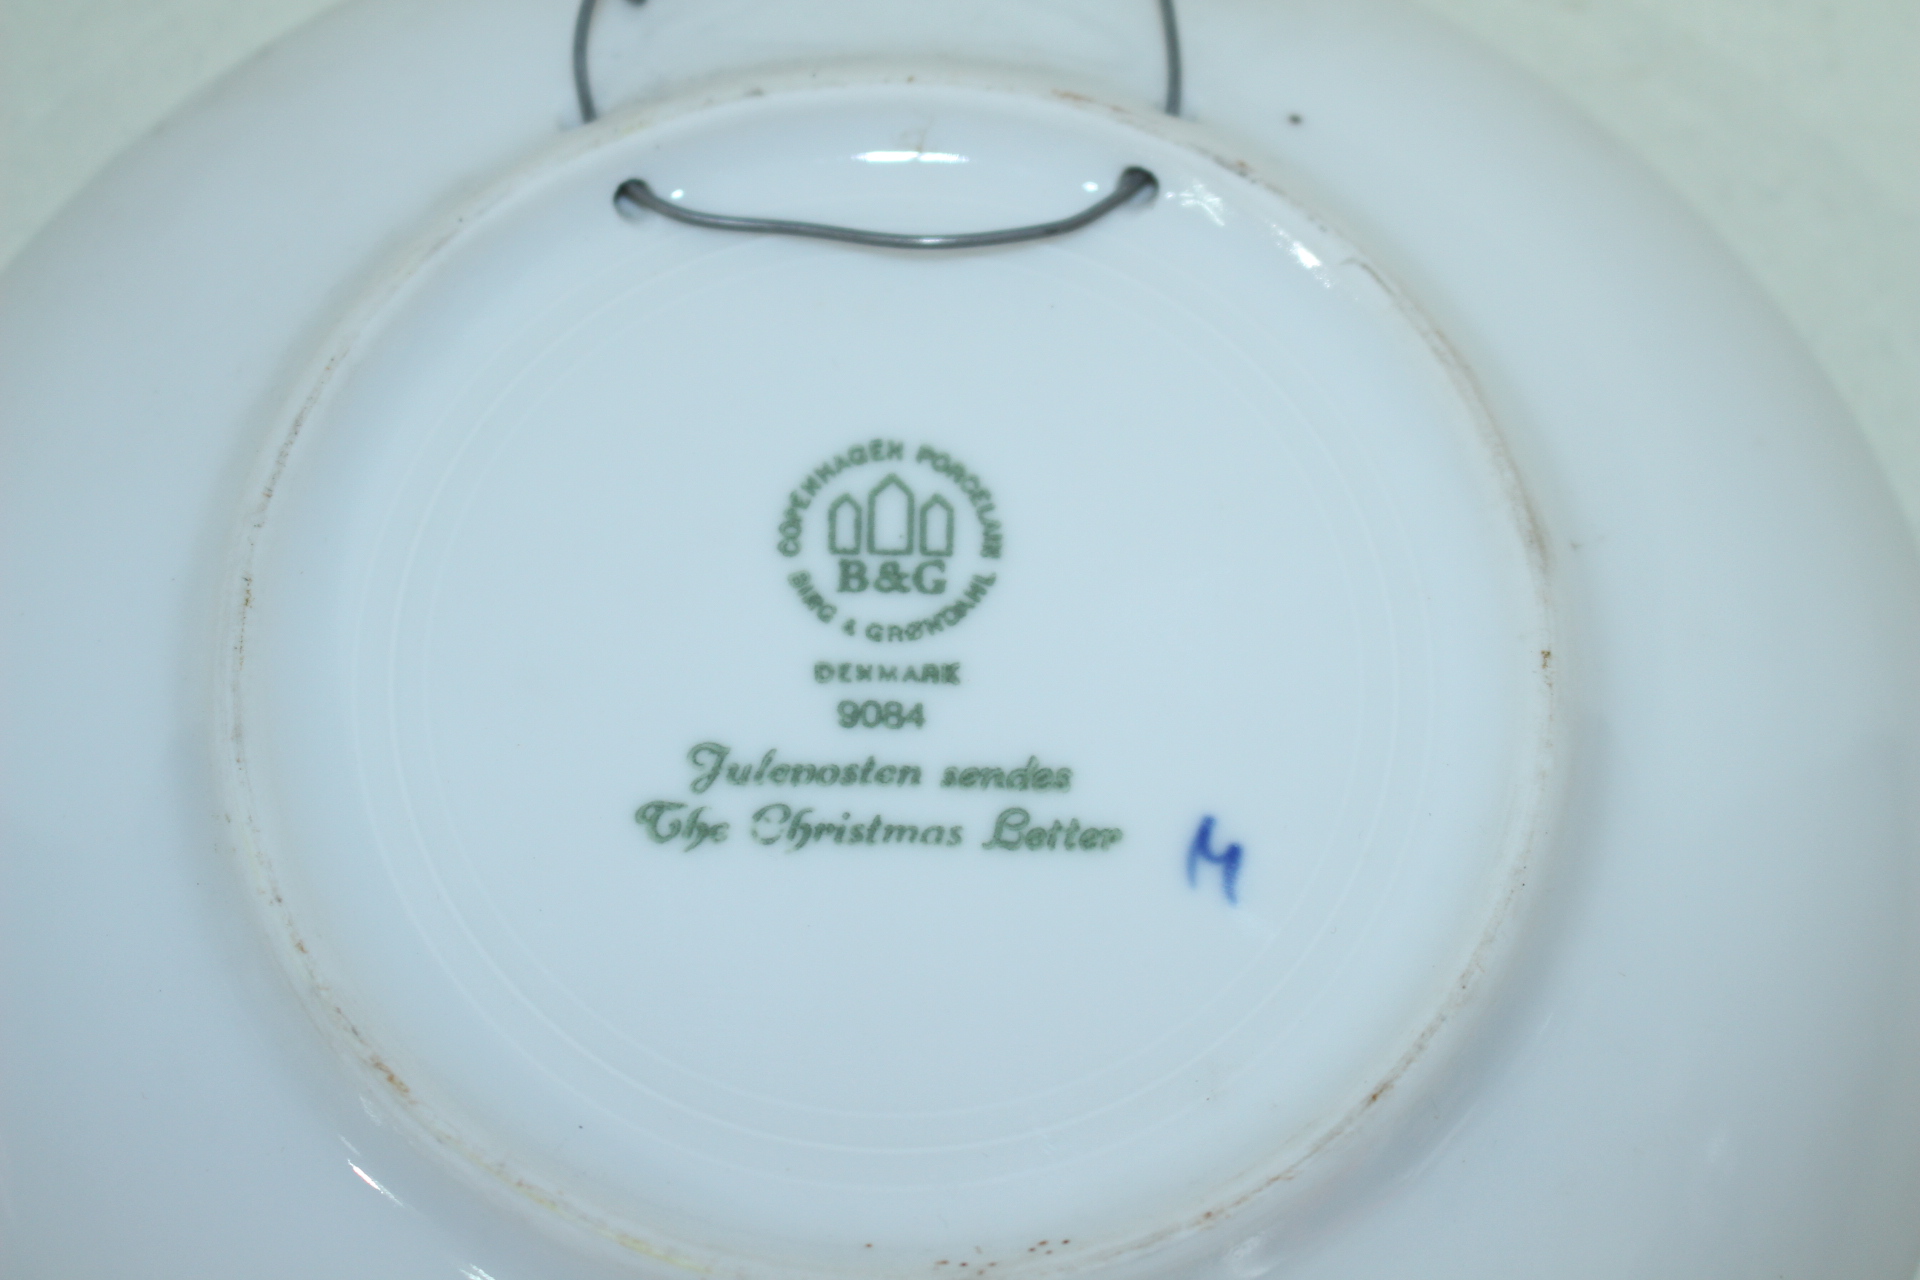 COPENHAGEN PORCELAIN
B&G
BING & GRØNDAHL
DENMARK
9084
Juleposten sendes
The Christmas Letter
M